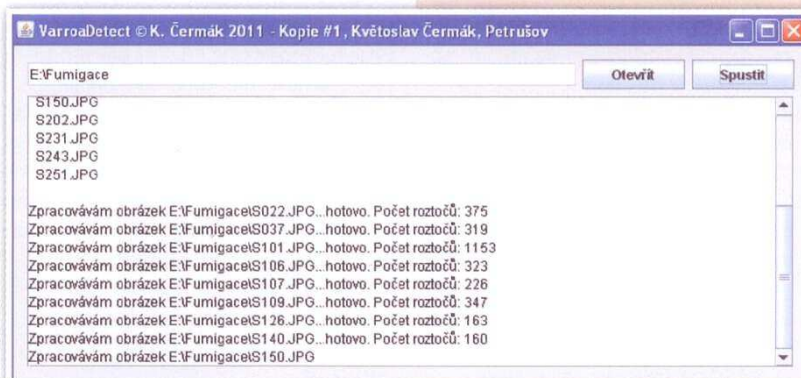 VarroaDetect © K. Čermák 2011 - Kopie #1, Květoslav Čermák, Petrušov
E:\Fumigace Otevřít Spustit
S150.JPG
S202.JPG
S231.JPG
S243.JPG
S251.JPG
Zpracovávám obrázek E:\Fumigace\S022.JPG...hotovo. Počet roztočů: 375
Zpracovávám obrázek E:\Fumigace\S037.JPG...hotovo. Počet roztočů: 319
Zpracovávám obrázek E:\Fumigace\S101.JPG...hotovo. Počet roztočů: 1153
Zpracovávám obrázek E:\Fumigace\S106.JPG...hotovo. Počet roztočů: 323
Zpracovávám obrázek E:\Fumigace\S107.JPG...hotovo. Počet roztočů: 226
Zpracovávám obrázek E:\Fumigace\S109.JPG...hotovo. Počet roztočů: 347
Zpracovávám obrázek E:\Fumigace\S126.JPG...hotovo. Počet roztočů: 163
Zpracovávám obrázek E:\Fumigace\S140.JPG...hotovo. Počet roztočů: 160
Zpracovávám obrázek E:\Fumigace\S150.JPG